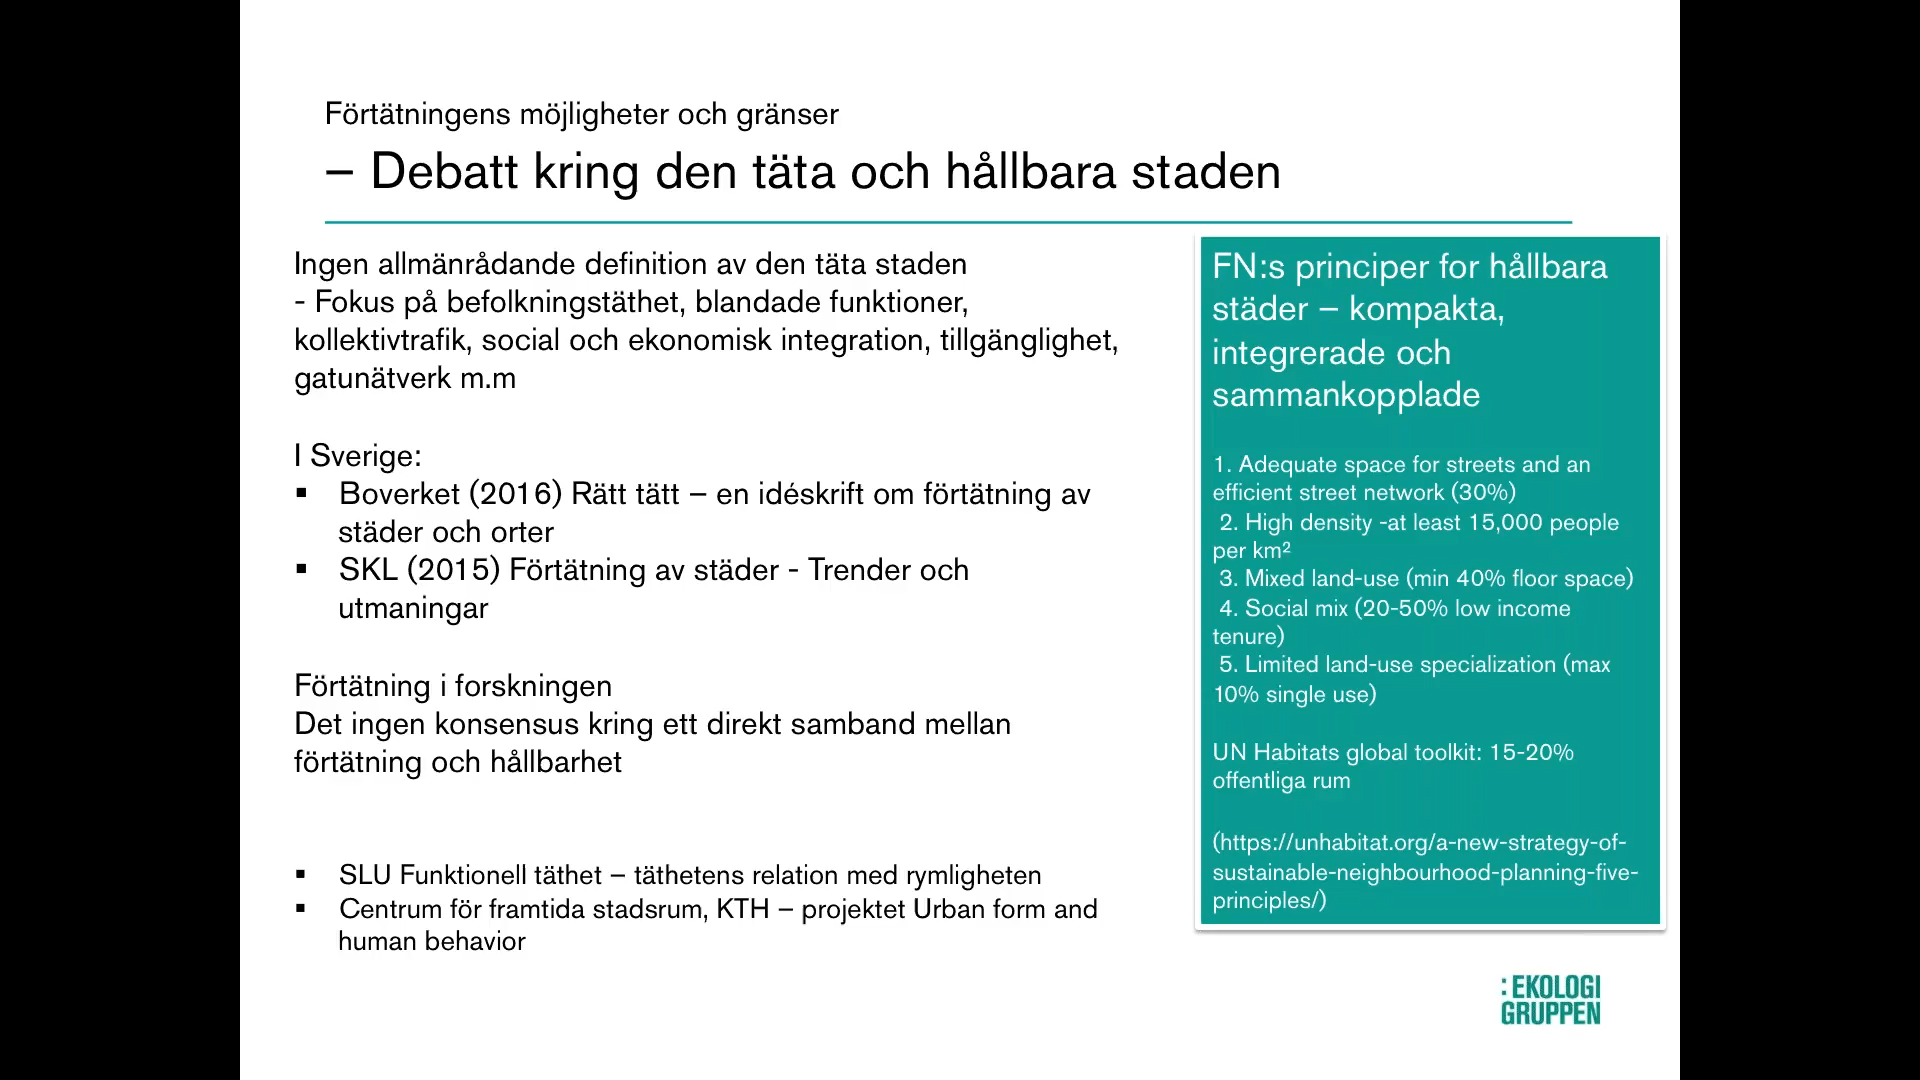 Förtätningens möjligheter och gränser
– Debatt kring den täta och hållbara staden
Ingen allmänrådande definition av den täta staden
- Fokus på befolkningstäthet, blandade funktioner,
kollektivtrafik, social och ekonomisk integration, tillgänglighet,
gatunätverk m.m
I Sverige:
▪ Boverket (2016) Rätt tätt – en idéskrift om förtätning av
städer och orter
▪ SKL (2015) Förtätning av städer - Trender och
utmaningar
Förtätning i forskningen
Det ingen konsensus kring ett direkt samband mellan
förtätning och hållbarhet
▪ SLU Funktionell täthet – täthetens relation med rymligheten
▪ Centrum för framtida stadsrum, KTH – projektet Urban form and
human behavior
FN:s principer for hållbara
städer – kompakta,
integrerade och
sammankopplade
1. Adequate space for streets and an
efficient street network (30%)
2. High density -at least 15,000 people
per km²
3. Mixed land-use (min 40% floor space)
4. Social mix (20-50% low income
tenure)
5. Limited land-use specialization (max
10% single use)
UN Habitats global toolkit: 15-20%
offentliga rum
(https://unhabitat.org/a-new-strategy-of-
sustainable-neighbourhood-planning-five-
principles/)
:EKOLOGI
GRUPPEN